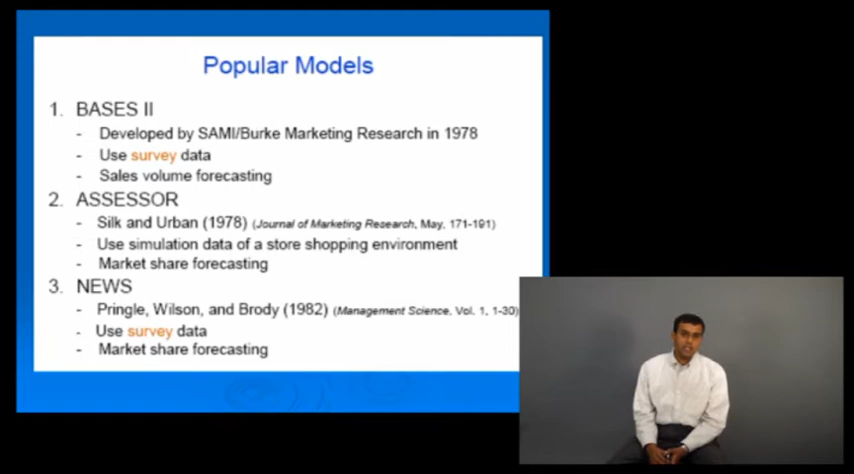 Popular Models
1. BASES II
- Developed by SAMI/Burke Marketing Research in 1978
- Use survey data
- Sales volume forecasting
2. ASSESSOR
- Silk and Urban (1978) (Journal of Marketing Research, May, 171-191)
- Use simulation data of a store shopping environment
- Market share forecasting
3. NEWS
- Pringle, Wilson, and Brody (1982) (Management Science, Vol. 1, 1-30)
- Use survey data
- Market share forecasting